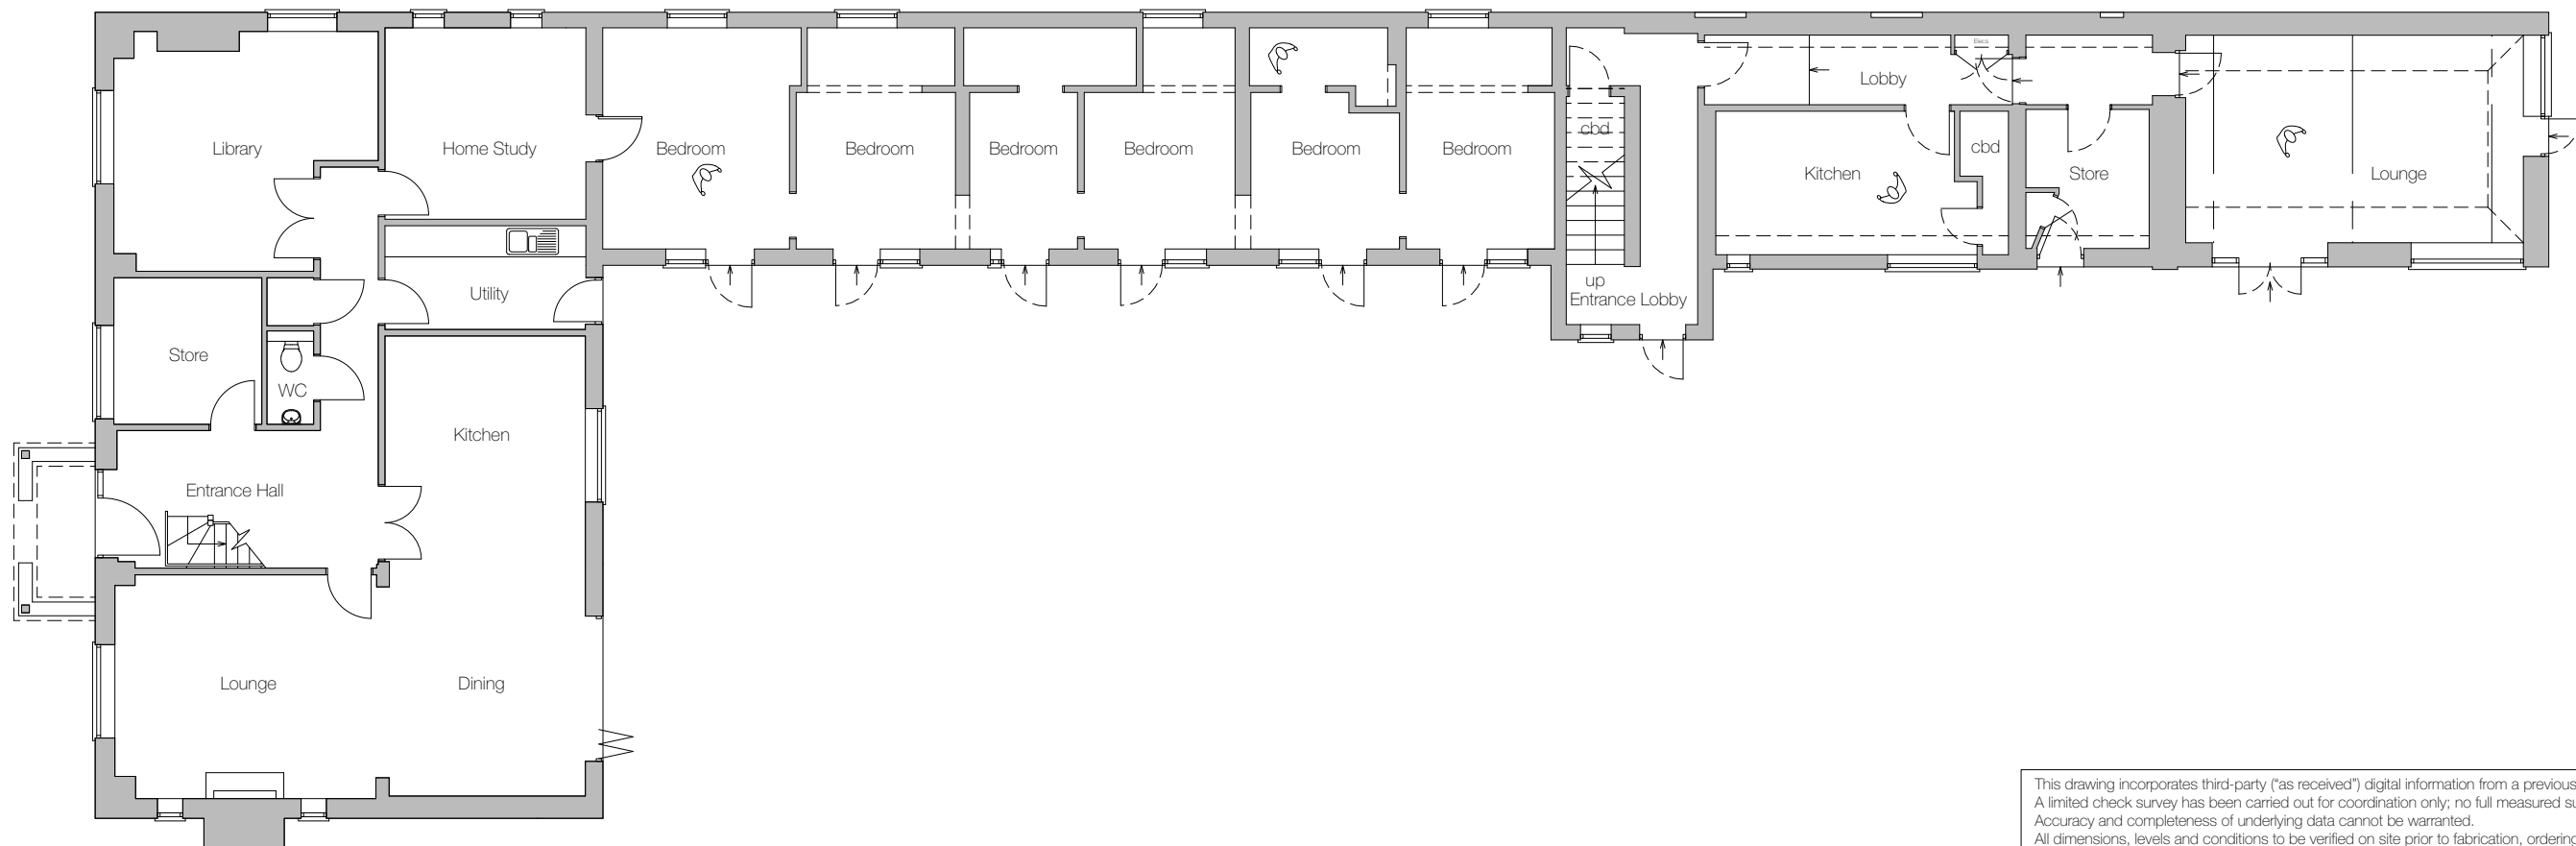 Elecs
Lobby
cbd
Library
Home Study
Bedroom
Bedroom
Bedroom
Bedroom
Bedroom
Bedroom
cbd
Kitchen
Store
Lounge
up
Entrance Lobby
Utility
Store
WC
Kitchen
Entrance Hall
Lounge
Dining
This drawing incorporates third-party ("as received") digital information from a previous
A limited check survey has been carried out for coordination only; no full measured su
Accuracy and completeness of underlying data cannot be warranted.
All dimensions, levels and conditions to be verified on site prior to fabrication, ordering